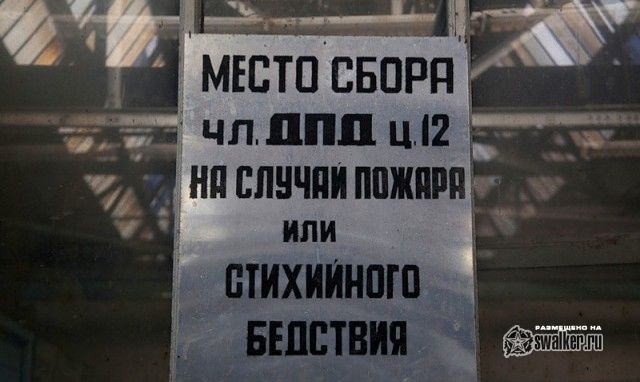 МЕСТО СБОРА
ЧЛ. ДПД Ц.12
НА СЛУЧАЙ ПОЖАРА
ИЛИ
СТИХИЙНОГО
БЕДСТВИЯ
РАЗМЕЩЕНО НА
swalker.ru